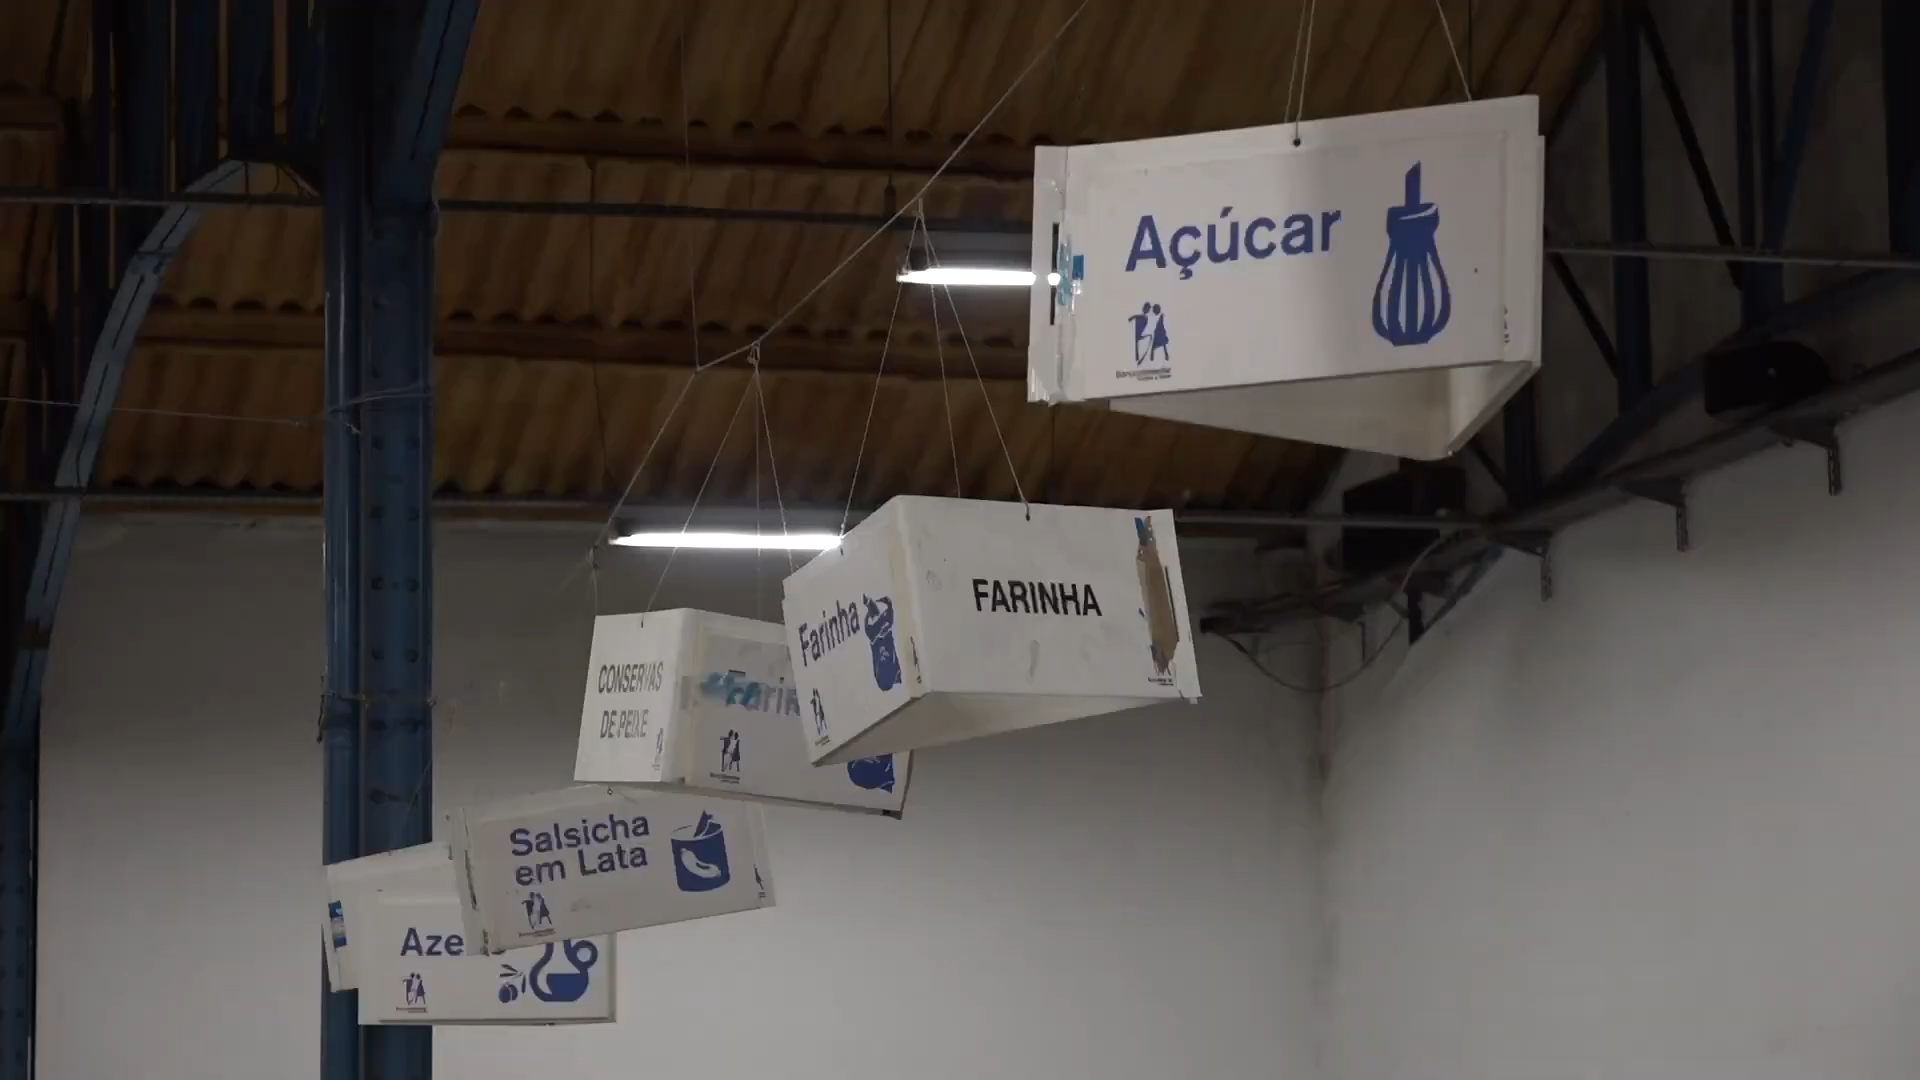 Açúcar
FARINHA
Farinha
CONSERVAS
DE PEIXE
Salsicha
em Lata